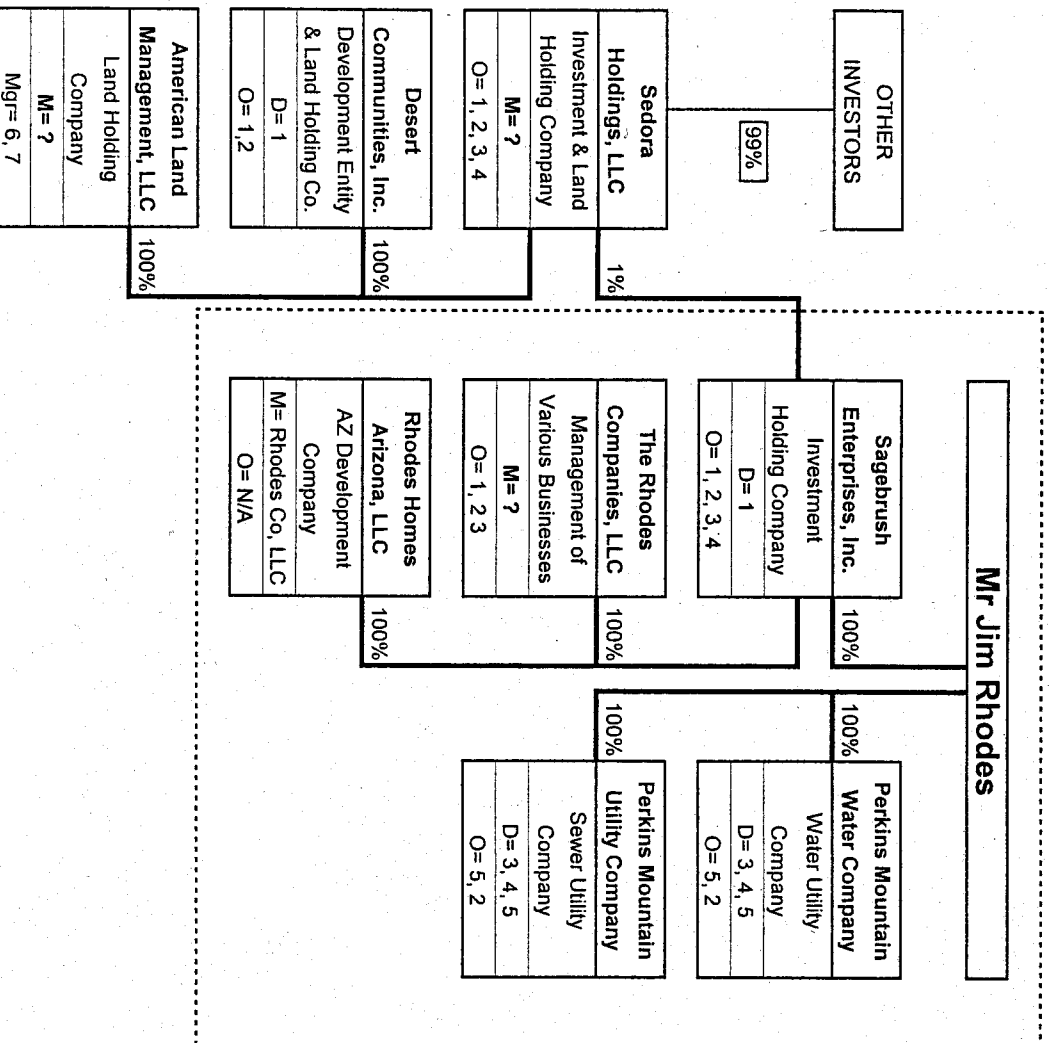 Mr Jim Rhodes
OTHER
INVESTORS
99%
Sedora
Holdings, LLC
Investment & Land
Holding Company
M= ?
O= 1, 2, 3, 4
1%
Desert
Communities, Inc.
Development Entity
& Land Holding Co.
D= 1
O= 1,2
100%
American Land
Management, LLC
Land Holding
Company
M= ?
Mgr= 6, 7
100%
Sagebrush
Enterprises, Inc.
Investment
Holding Company
D= 1
O= 1, 2, 3, 4
100%
The Rhodes
Companies, LLC
Management of
Various Businesses
M= ?
O= 1, 2 3
100%
Rhodes Homes
Arizona, LLC
AZ Development
Company
M= Rhodes Co, LLC
O= N/A
100%
Perkins Mountain
Water Company
Water Utility
Company
D= 3, 4, 5
O= 5, 2
100%
Perkins Mountain
Utility Company
Sewer Utility
Company
D= 3, 4, 5
O= 5, 2
100%